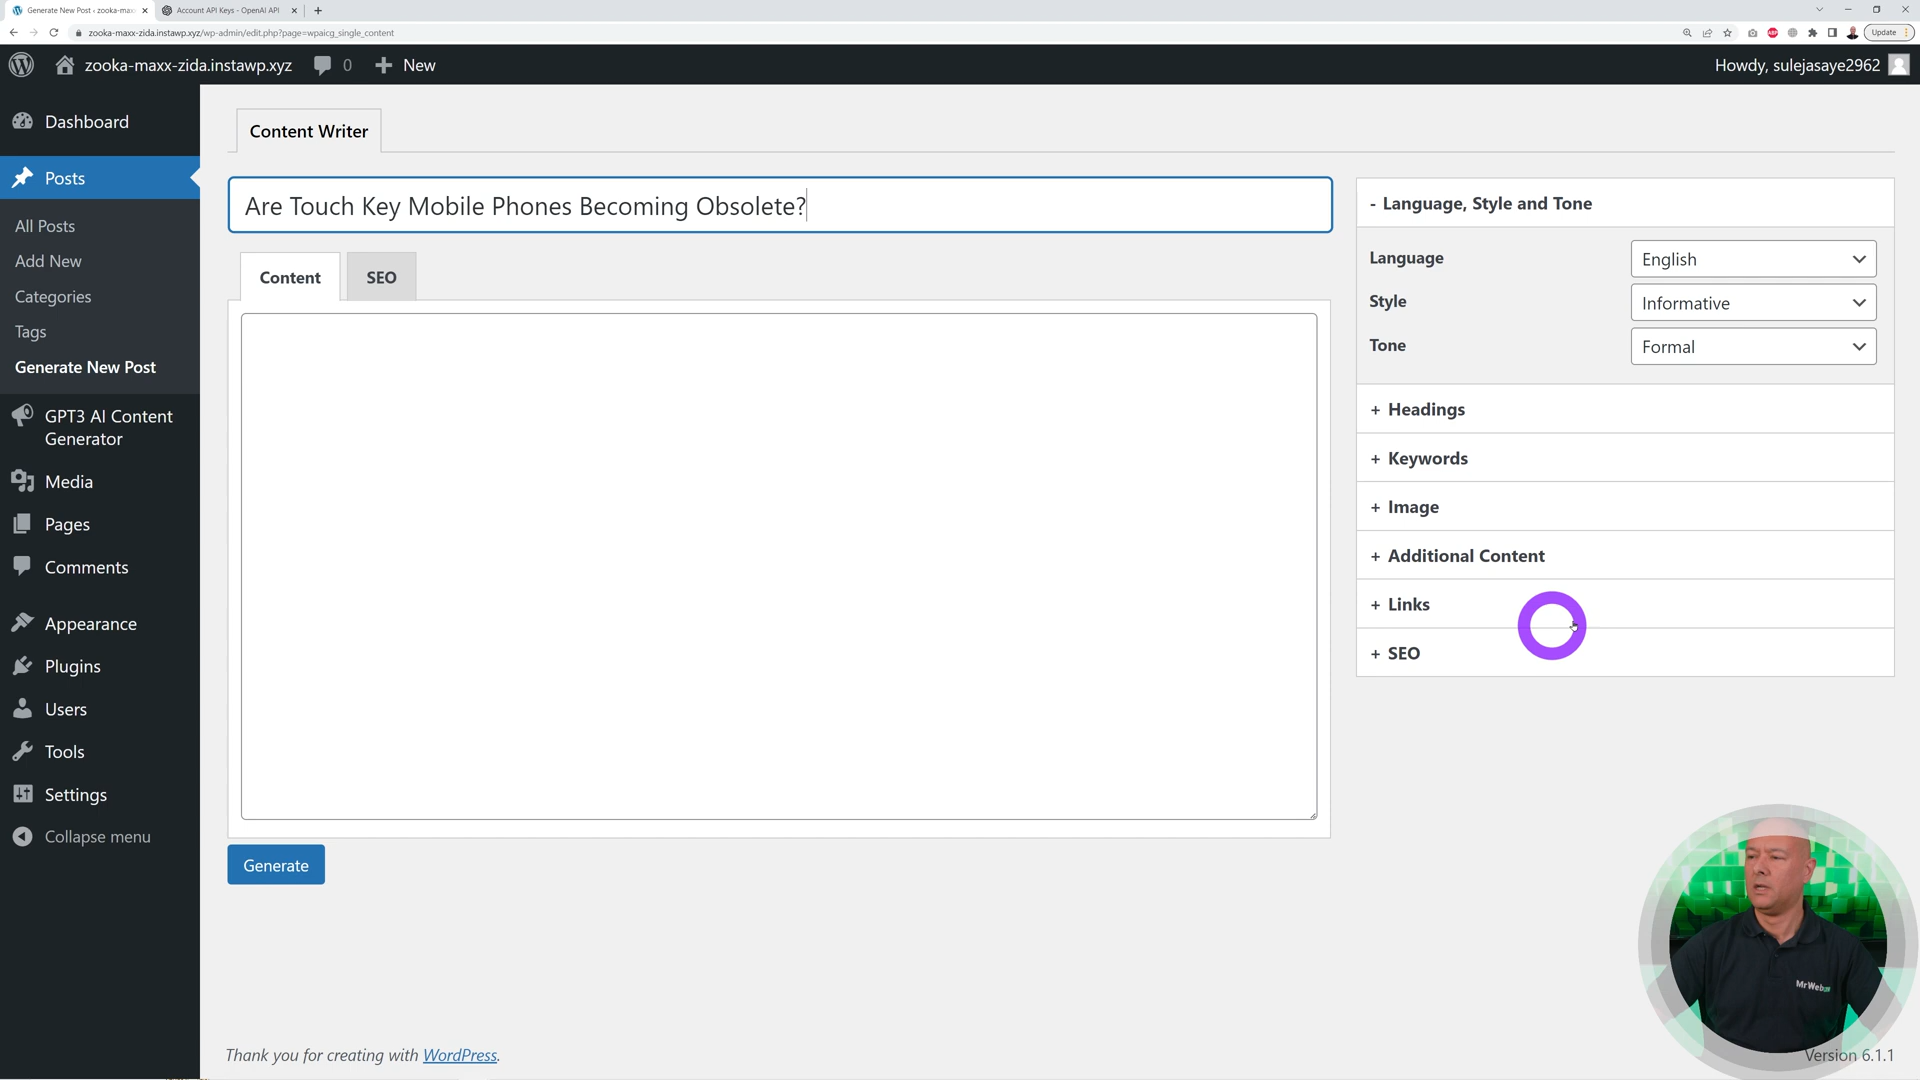 Generate New Post ‹ zooka-max
Account API Keys - OpenAI API
zooka-maxx-zida.instawp.xyz/wp-admin/edit.php?page=wpaicg_single_content
ABP
Update
zooka-maxx-zida.instawp.xyz
0
New
Howdy, sulejasaye2962
Dashboard
Posts
All Posts
Add New
Categories
Tags
Generate New Post
GPT3 AI Content
Generator
Media
Pages
Comments
Appearance
Plugins
Users
Tools
Settings
Collapse menu
Content Writer
Are Touch Key Mobile Phones Becoming Obsolete?
Content
SEO
Generate
- Language, Style and Tone
Language
English
Style
Informative
Tone
Formal
+ Headings
+ Keywords
+ Image
+ Additional Content
+ Links
+ SEO
MrWeb
Thank you for creating with WordPress.
Version 6.1.1